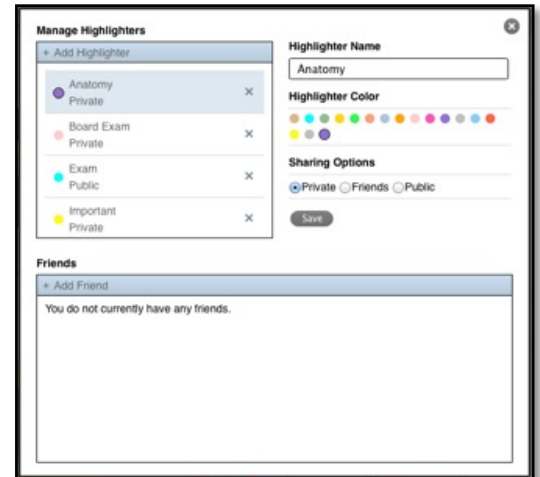 Manage Highlighters
+ Add Highlighter
Anatomy
Private
Board Exam
Private
Exam
Public
Important
Private
Highlighter Name
Anatomy
Highlighter Color
Sharing Options
Private Friends Public
Save
Friends
+ Add Friend
You do not currently have any friends.